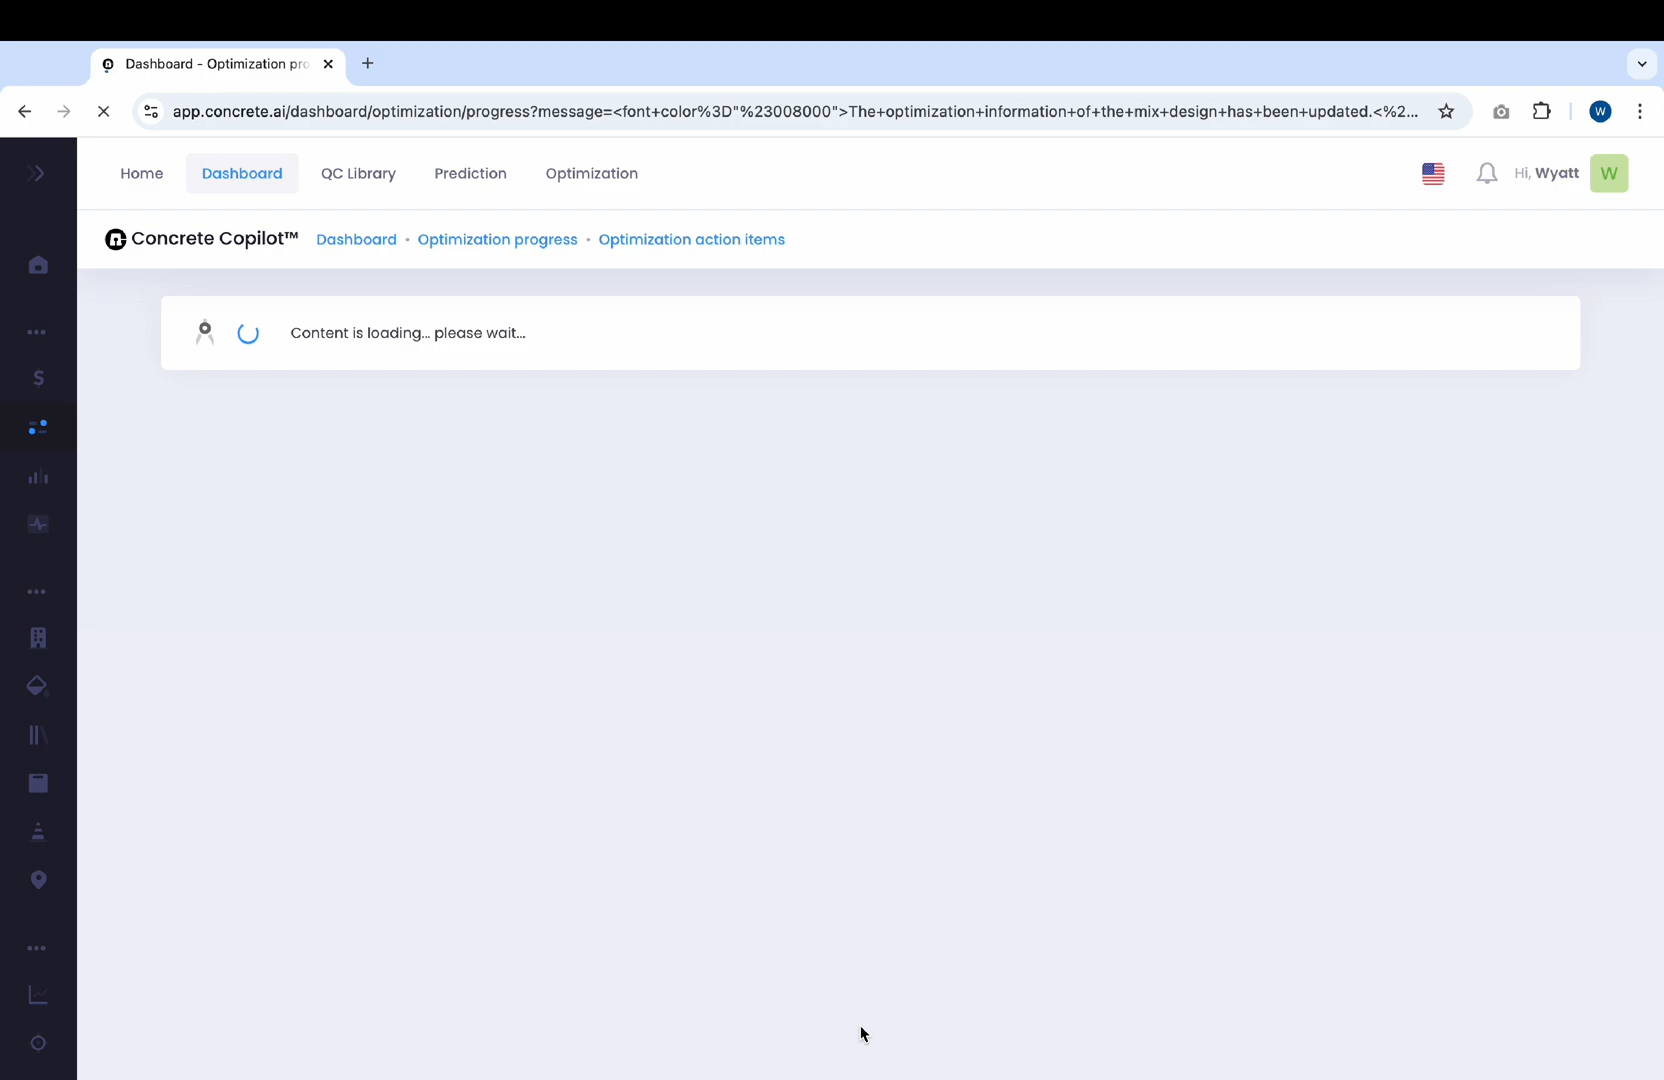 Dashboard - Optimization pro
app.concrete.ai/dashboard/optimization/progress?message=<font+color%3D"%23008000">The+optimization+information+of+the+mix+design+has+been+updated.<%2...
W
Home Dashboard QC Library Prediction Optimization
Hi, Wyatt
W
Concrete Copilot™ Dashboard • Optimization progress • Optimization action items
Content is loading... please wait...
$